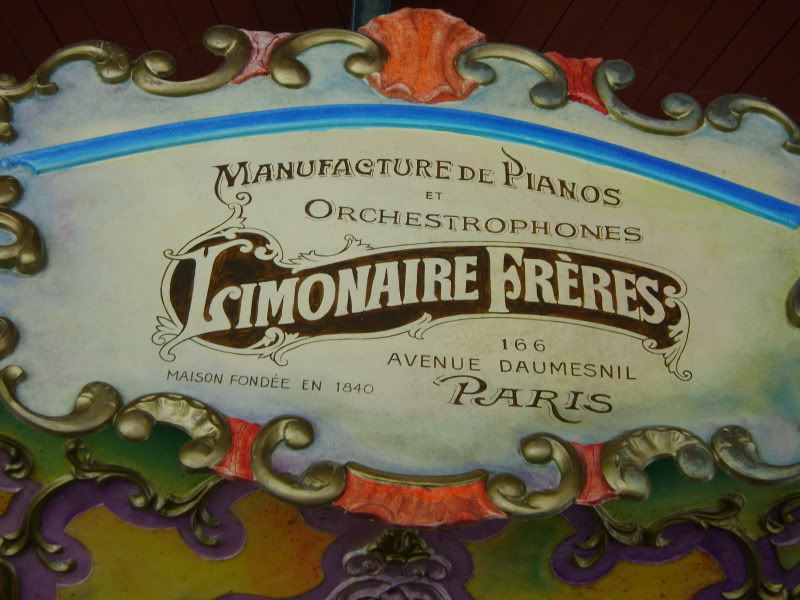 MANUFACTURE DE PIANOS
ET
ORCHESTROPHONES
LIMONAIRE FRÈRES
166
AVENUE DAUMESNIL
MAISON FONDÉE EN 1840
PARIS